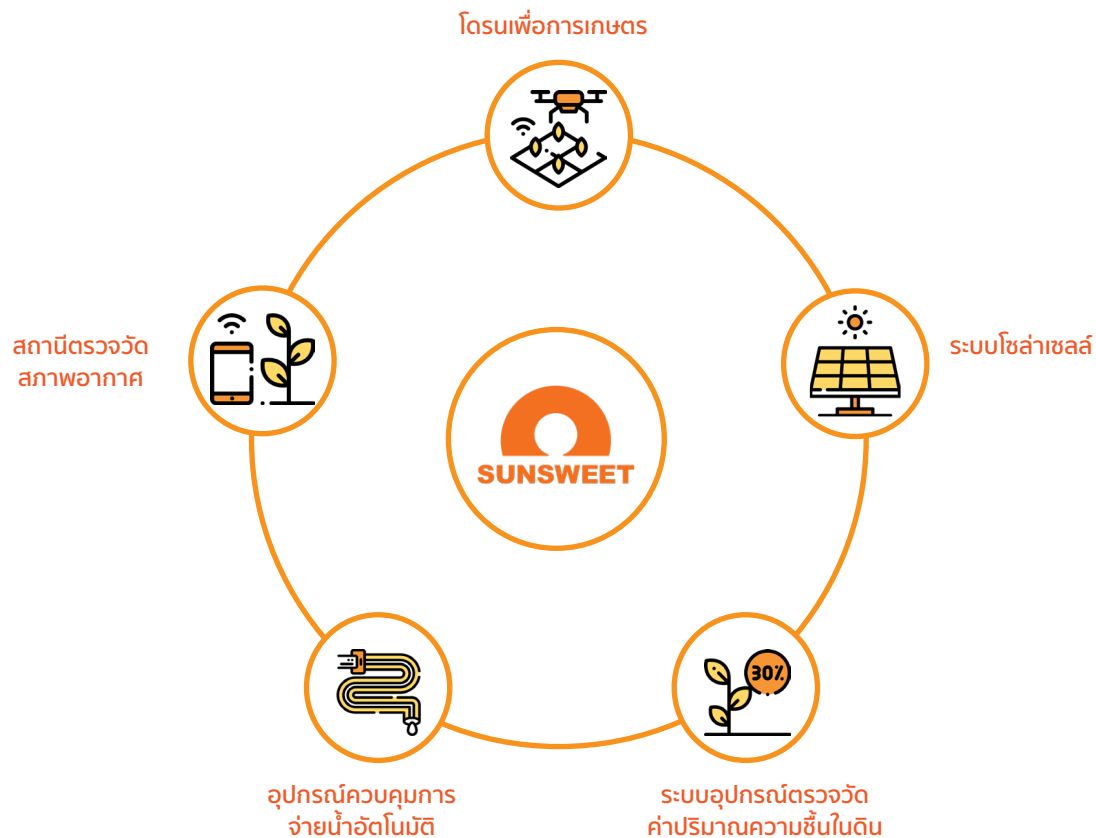 โดรนเพื่อการเกษตร
สถานีตรวจวัด
สภาพอากาศ
ระบบโซล่าเซลล์
SUNSWEET
30%
อุปกรณ์ควบคุมการ
จ่ายน้ำอัตโนมัติ
ระบบอุปกรณ์ตรวจวัด
ค่าปริมาณความชื้นในดิน